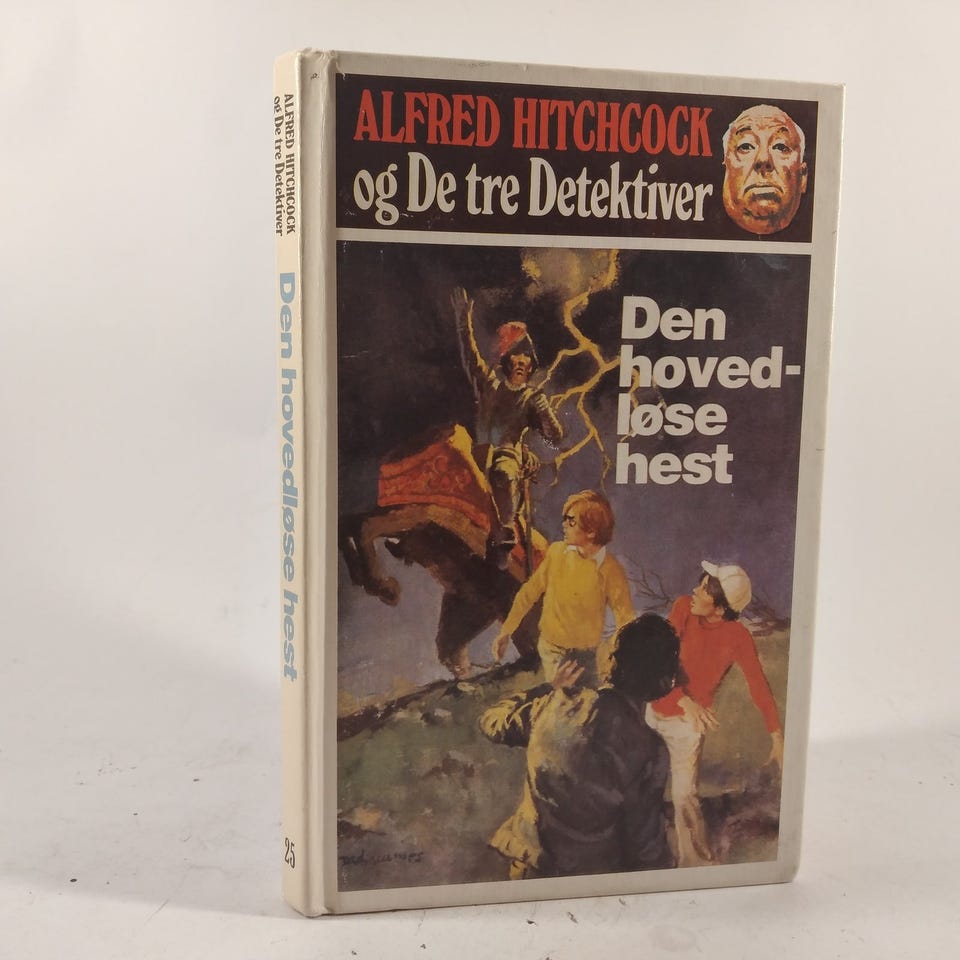 ALFRED HITCHCOCK
og De tre Detektiver
Den
hoved-
løse
hest
ALFRED HITCHCOCK
og De tre Detektiver
Den hovedløse hest
25